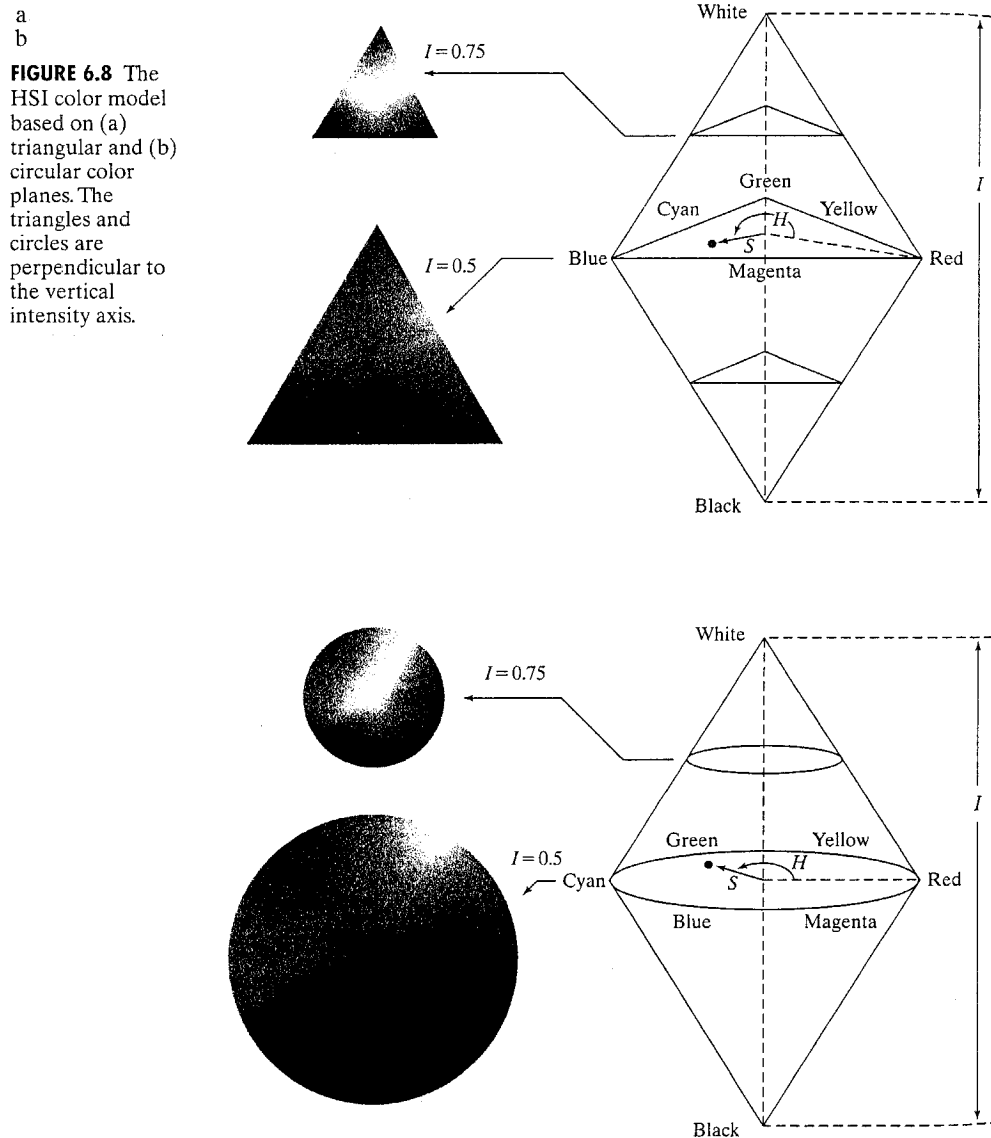 a
b
FIGURE 6.8 The
HSI color model
based on (a)
triangular and (b)
circular color
planes. The
triangles and
circles are
perpendicular to
the vertical
intensity axis.
White
I = 0.75
I
Green
Cyan
Yellow
H
S
Blue
Red
I = 0.5
Magenta
Black
White
I = 0.75
I
Green
Yellow
H
I = 0.5
Cyan
S
Red
Blue
Magenta
Black